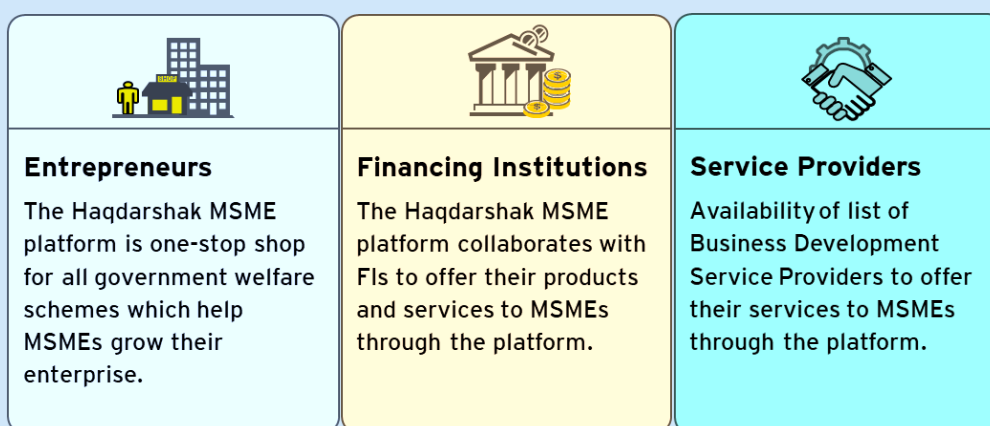 SHOP
Entrepreneurs
The Haqdarshak MSME
platform is one-stop shop
for all government welfare
schemes which help
MSMEs grow their
enterprise.
Financing Institutions
The Haqdarshak MSME
platform collaborates with
FIs to offer their products
and services to MSMEs
through the platform.
Service Providers
Availability of list of
Business Development
Service Providers to offer
their services to MSMEs
through the platform.